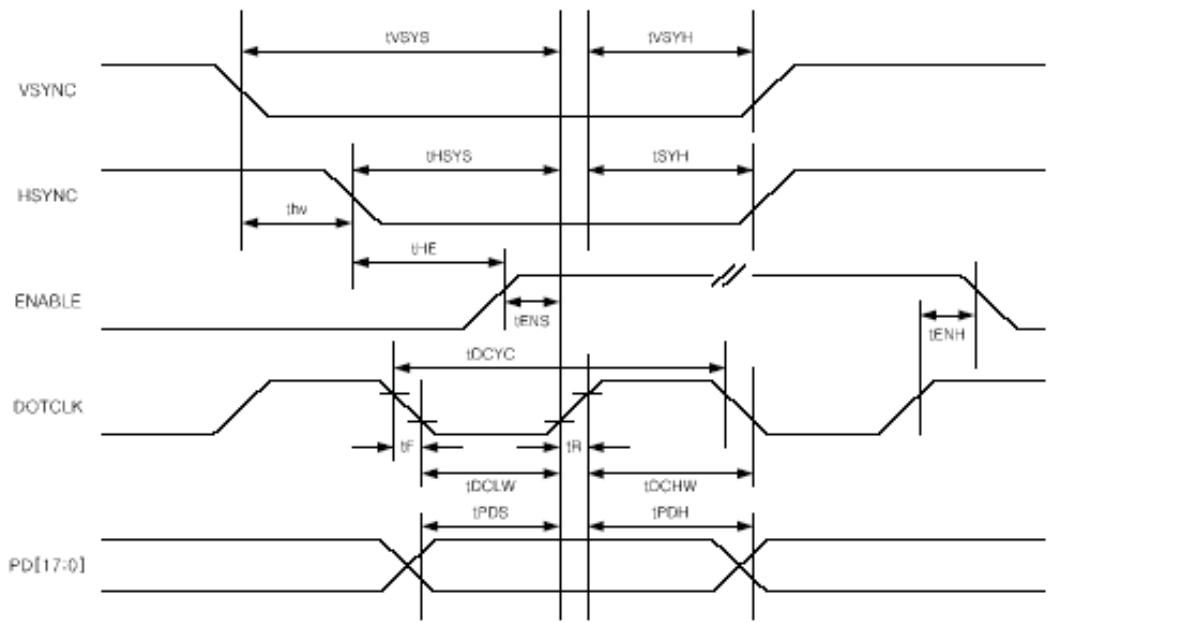 tVSYS tVSYH
VSYNC
tHSYS tSYH
HSYNC
thv
tHE
ENABLE
tENS
tENH
tDCYC
DOTCLK
tF tR
tDCLW tDCHW
tPDS tPDH
PD[17:0]